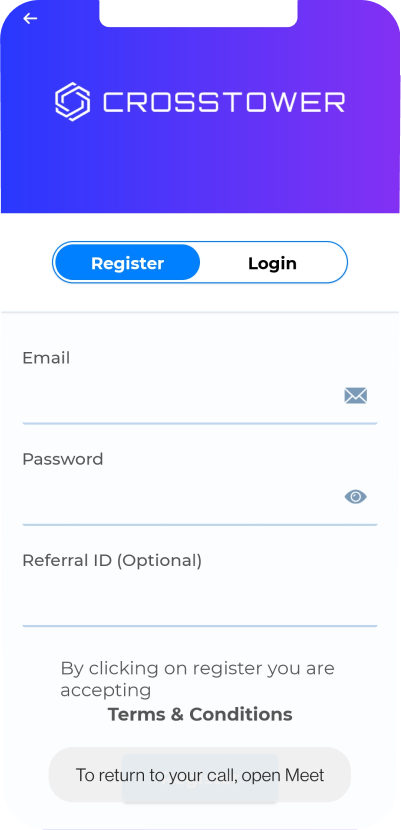 CROSSTOWER
Register
Login
Email
Password
Referral ID (Optional)
By clicking on register you are
accepting
Terms & Conditions
To return to your call, open Meet